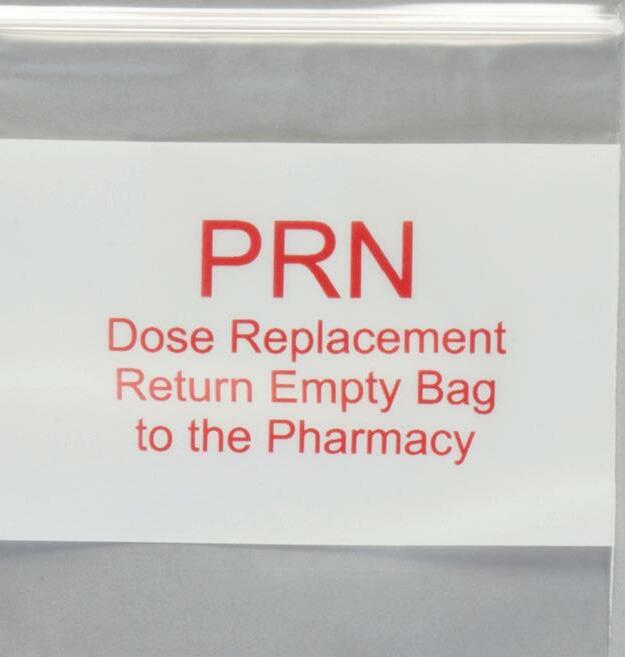 PRN
Dose Replacement
Return Empty Bag
to the Pharmacy